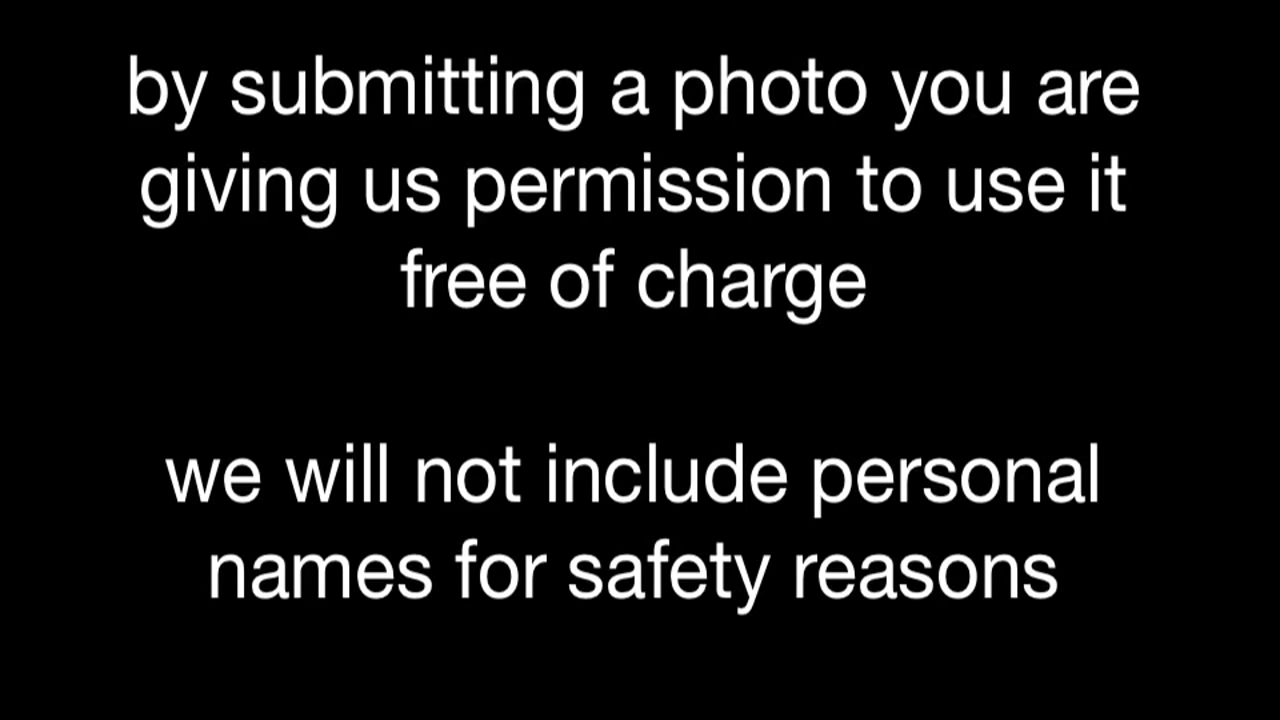 by submitting a photo you are
giving us permission to use it
free of charge
we will not include personal
names for safety reasons